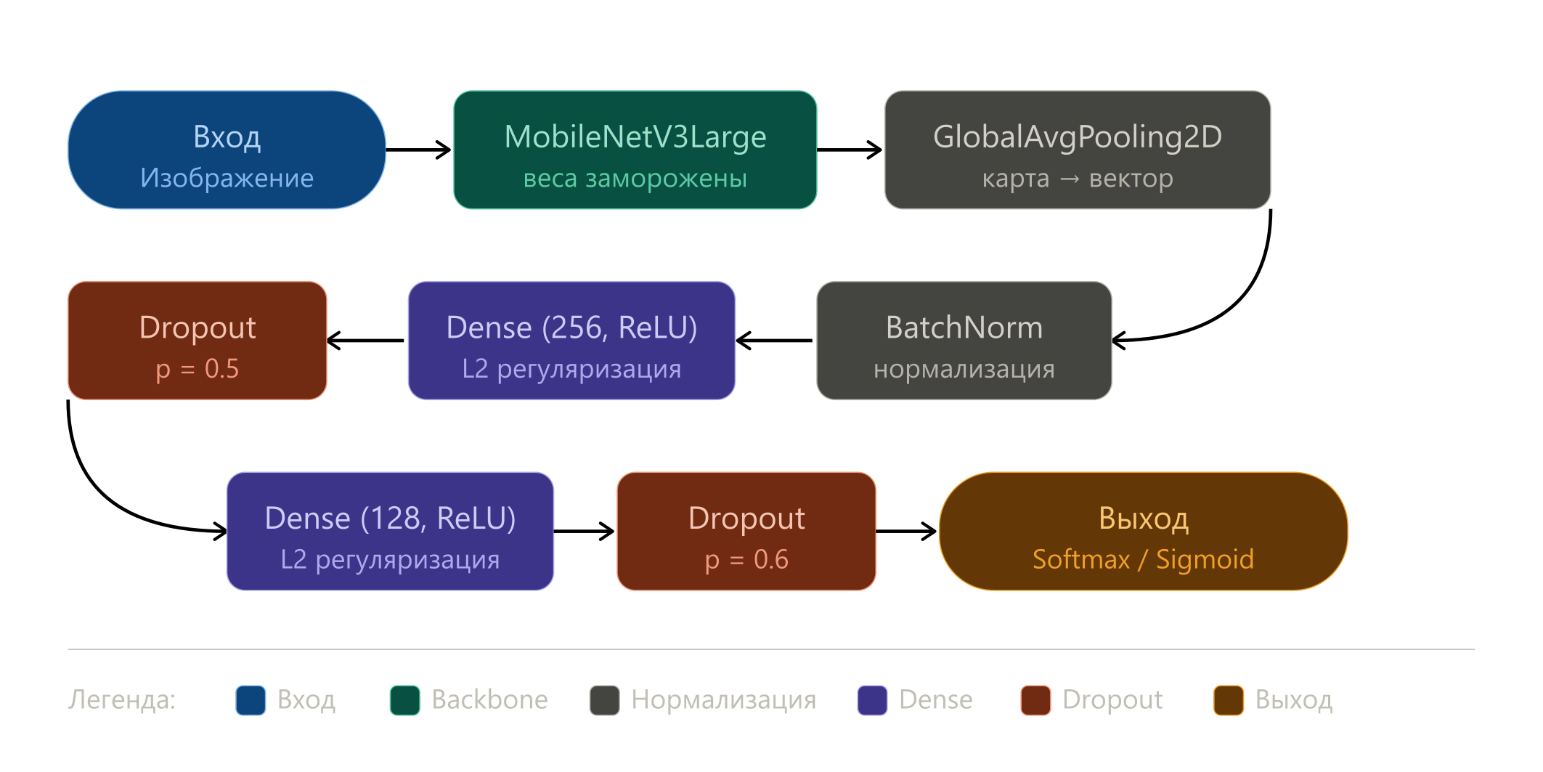 Вход
Изображение
MobileNetV3Large
веса заморожены
GlobalAvgPooling2D
карта → вектор
Dropout
p = 0.5
Dense (256, ReLU)
L2 регуляризация
BatchNorm
нормализация
Dense (128, ReLU)
L2 регуляризация
Dropout
p = 0.6
Выход
Softmax / Sigmoid
Легенда: Вход Backbone Нормализация Dense Dropout Выход